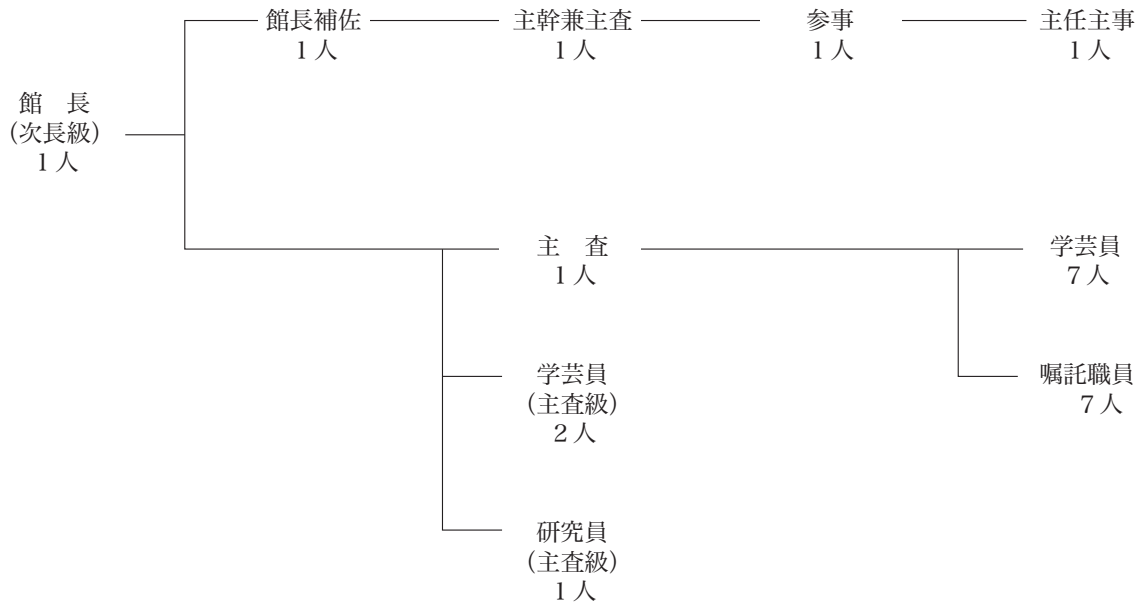 館長補佐
1人
主幹兼主査
1人
参事
1人
主任主事
1人
館　長
(次長級)
1人
主　査
1人
学芸員
7人
学芸員
(主査級)
2人
嘱託職員
7人
研究員
(主査級)
1人